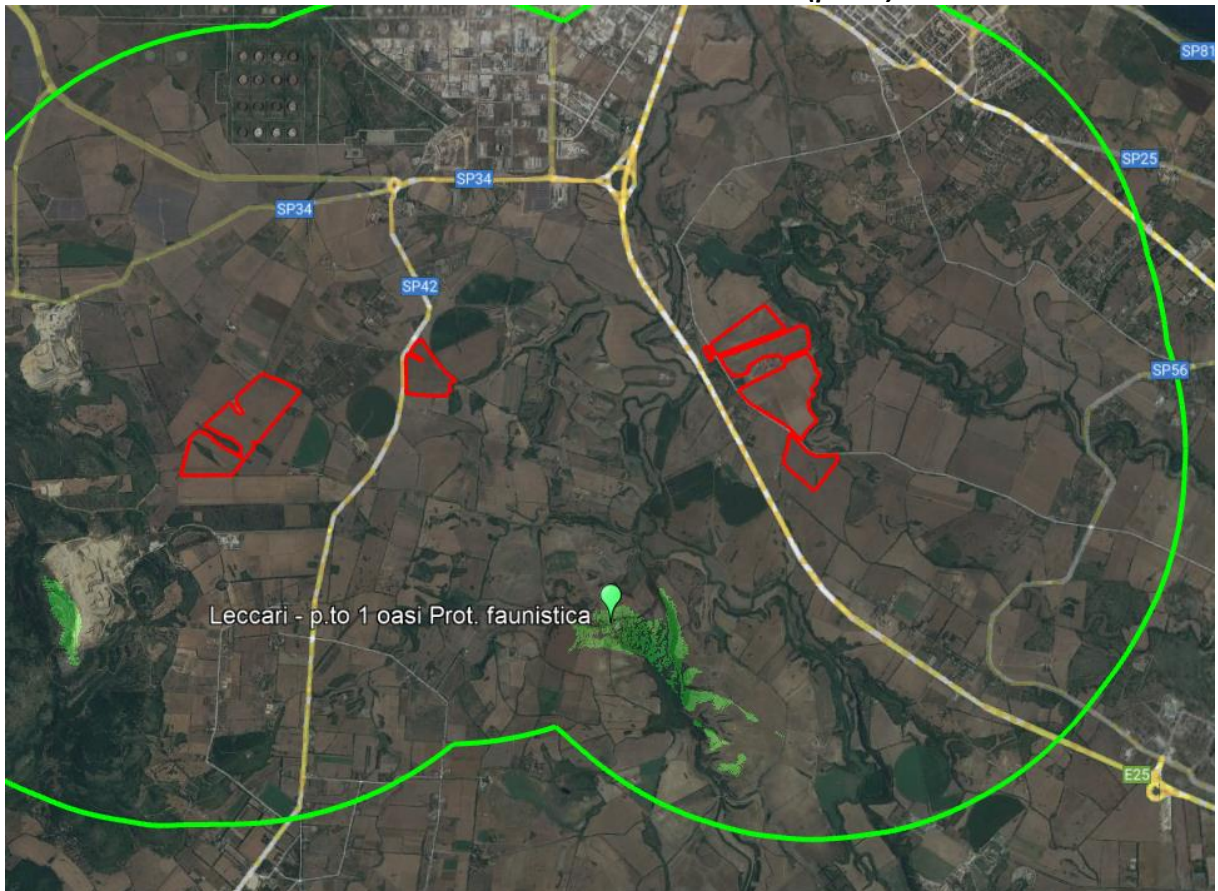 SP81
SP25
SP34
SP34
SP42
SP56
Leccari - p.to 1 oasi Prot. faunistica
E25